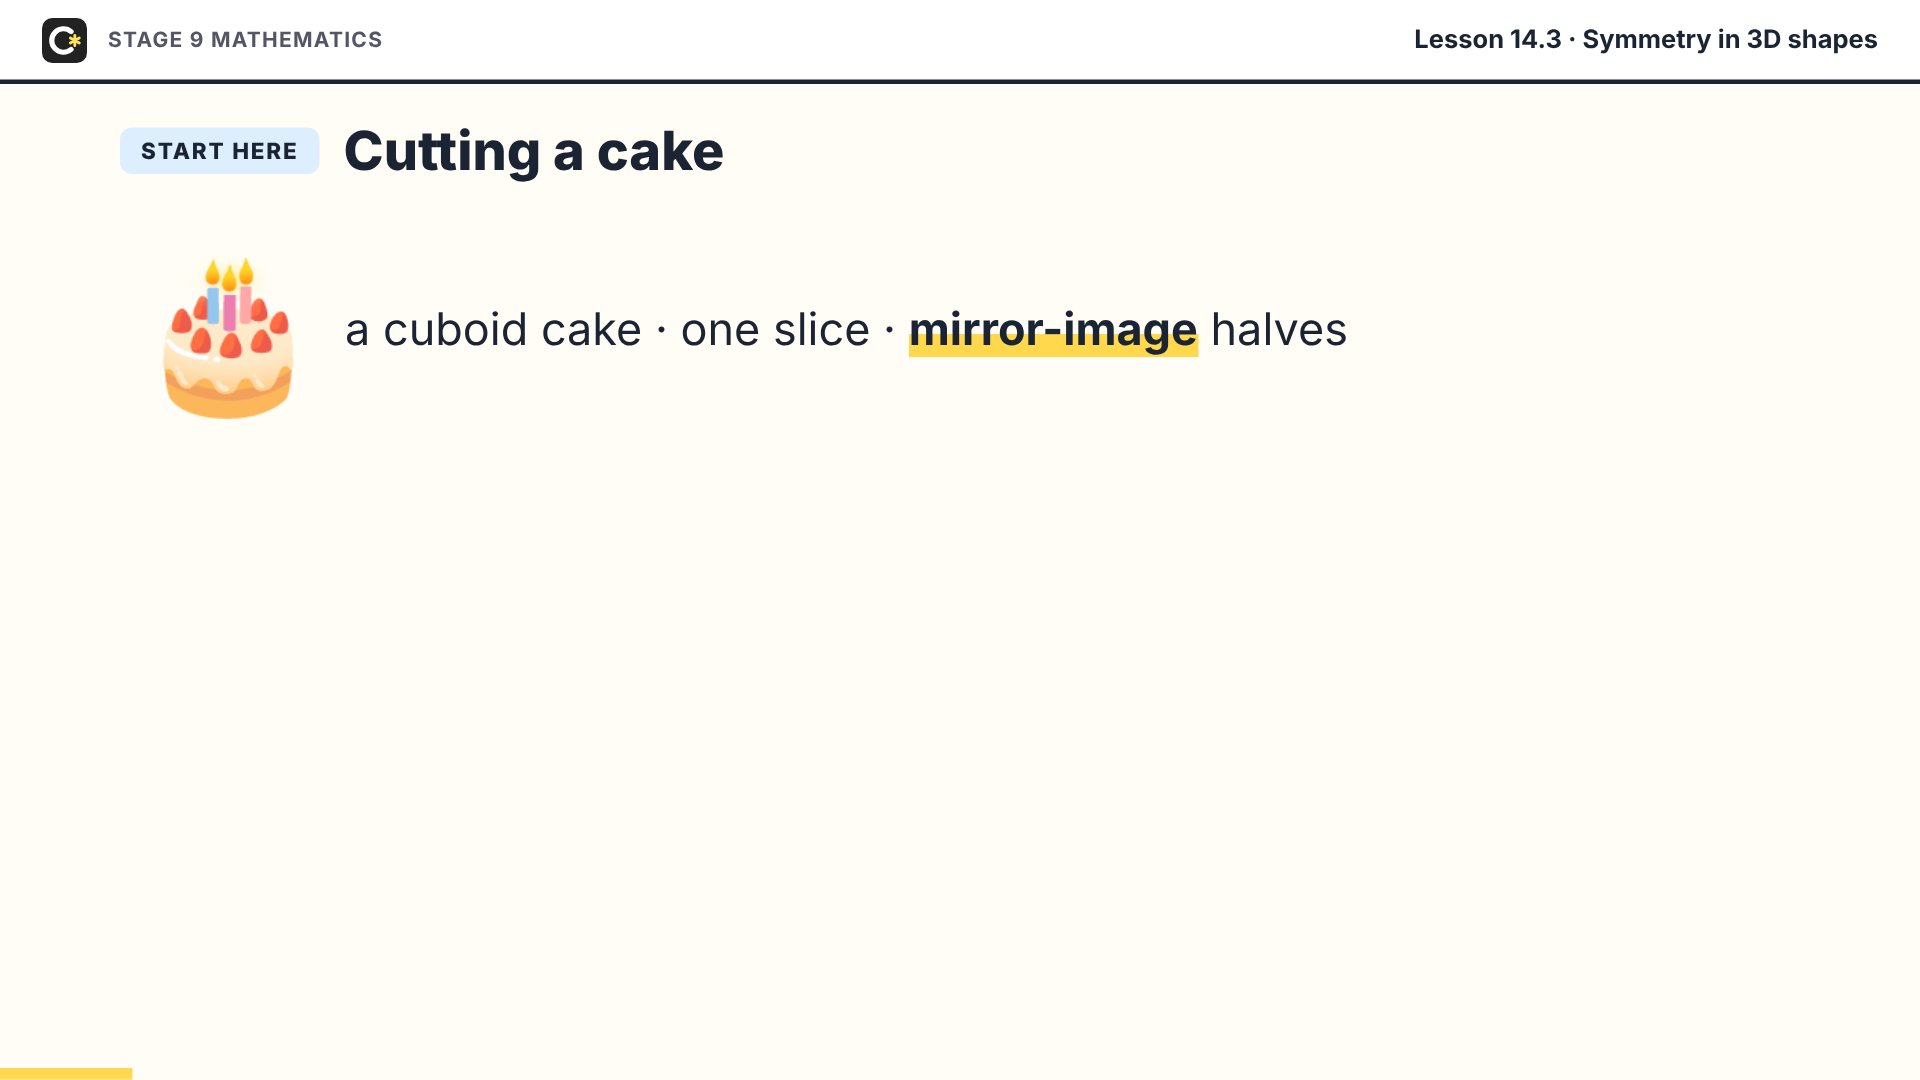 STAGE 9 MATHEMATICS
Lesson 14.3 · Symmetry in 3D shapes
START HERE
Cutting a cake
a cuboid cake · one slice · mirror-image halves